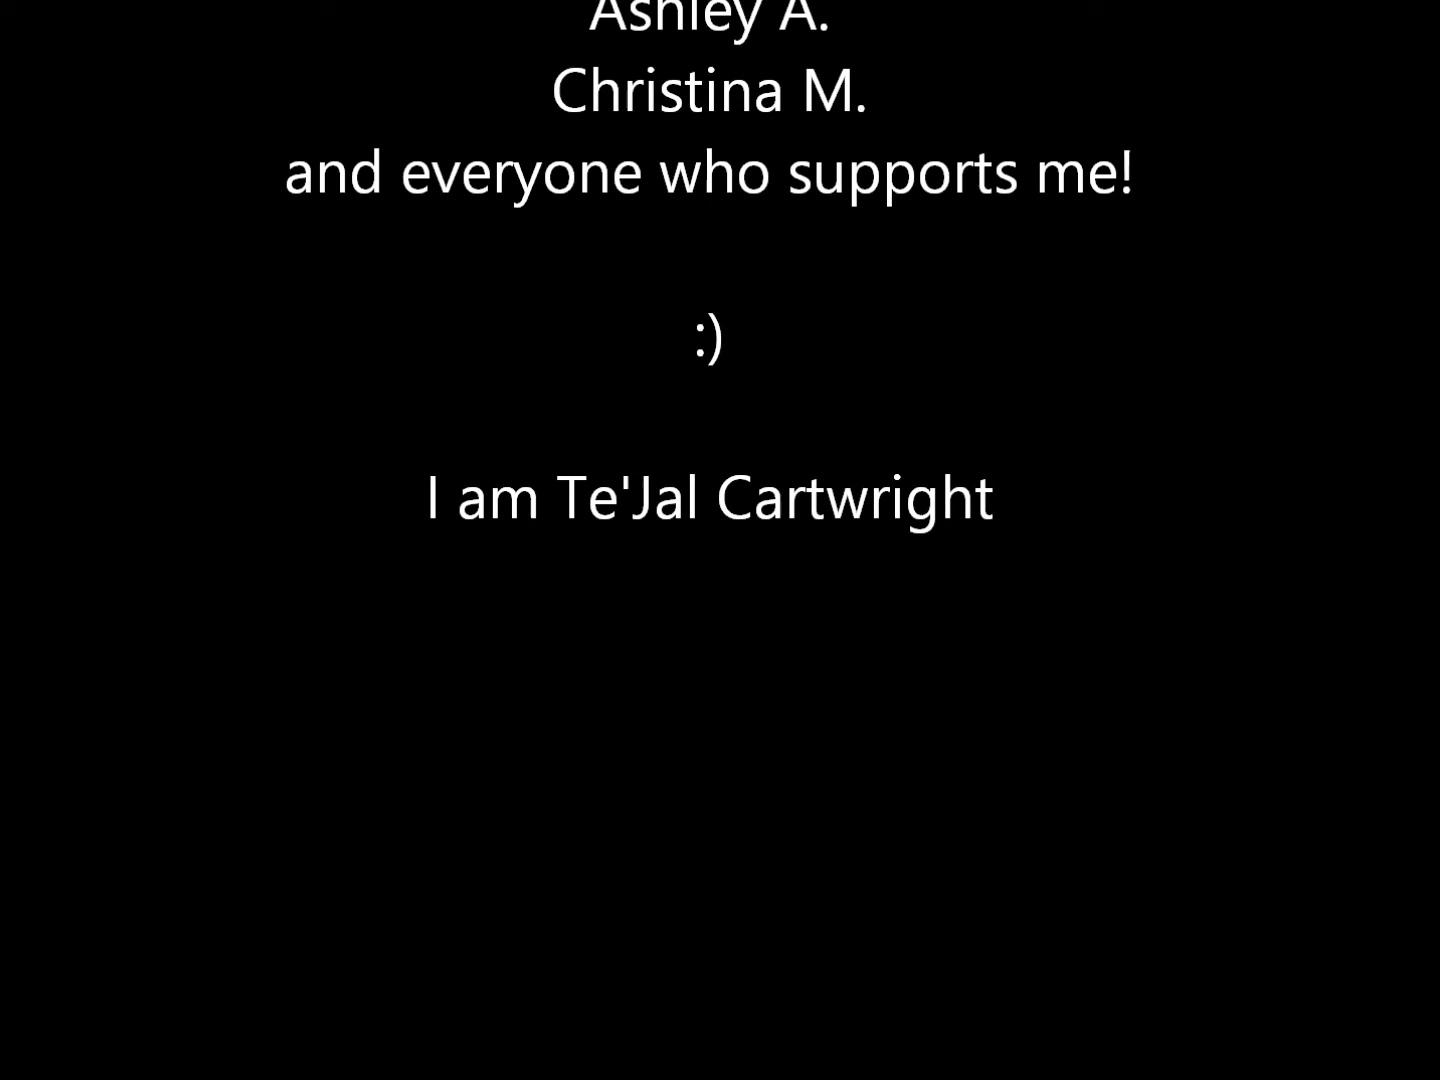 Ashley A.
Christina M.
and everyone who supports me!
:)
I am Te'Jal Cartwright